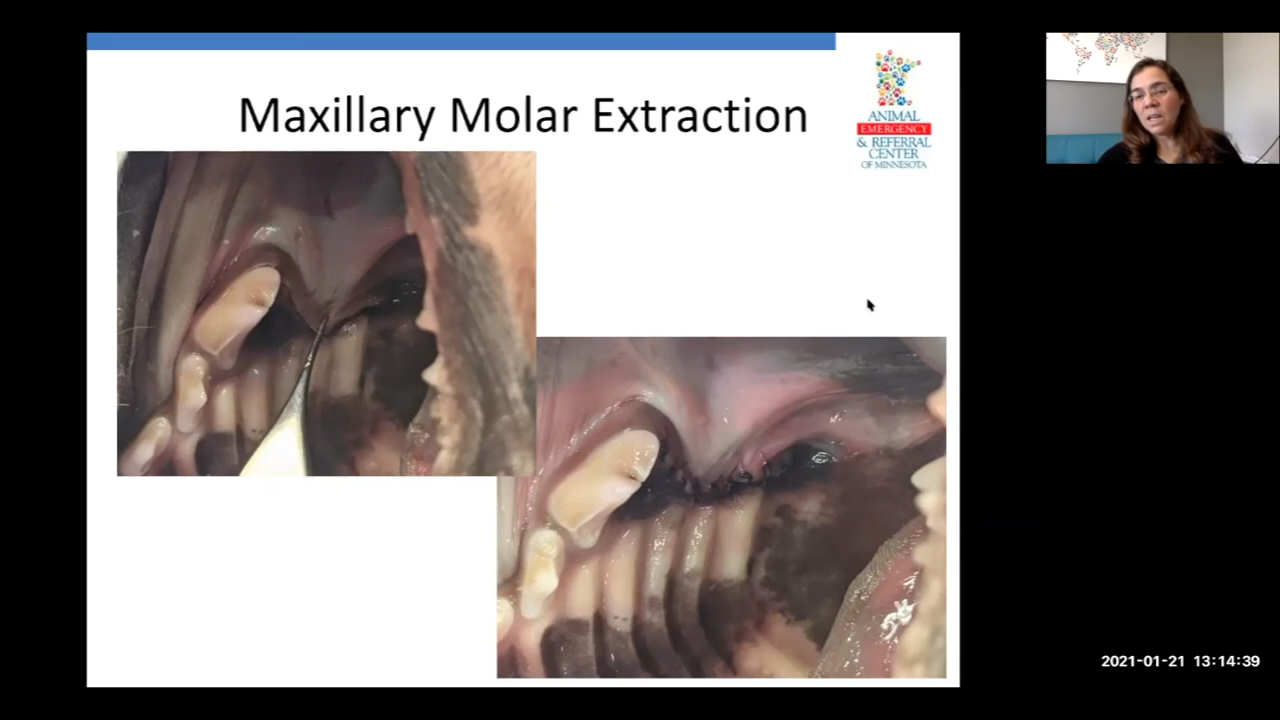 Maxillary Molar Extraction
ANIMAL
EMERGENCY
& REFERRAL
CENTER
OF MINNESOTA
2021-01-21 13:14:39